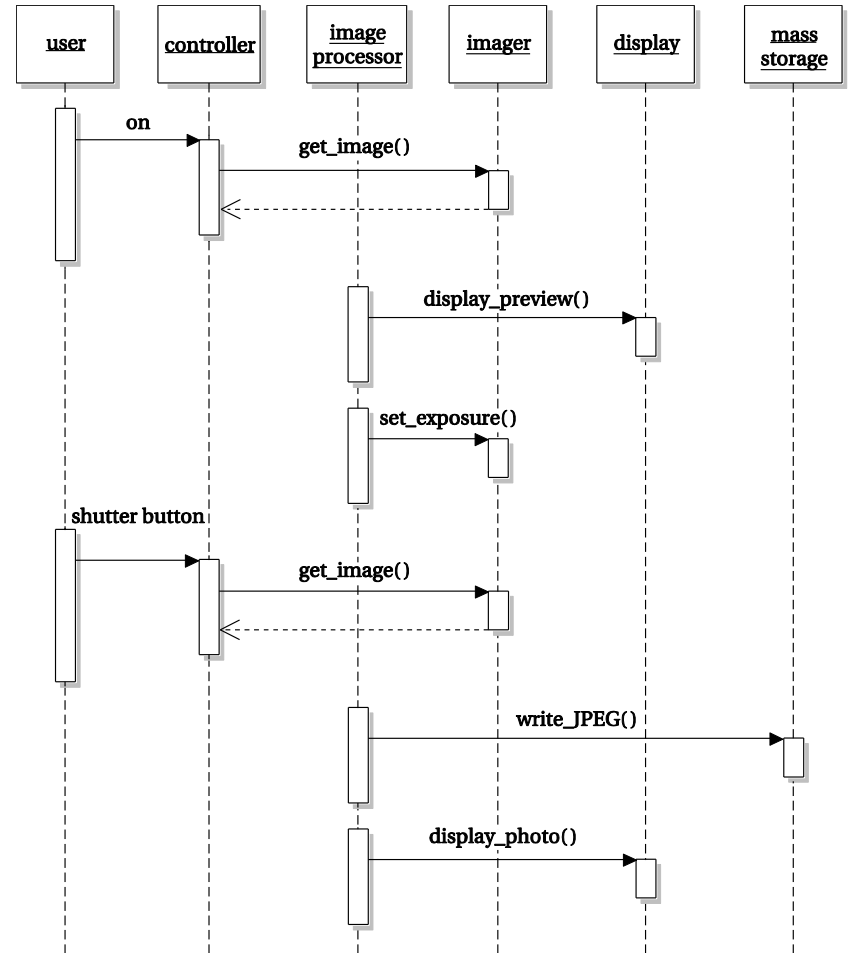 user
controller
image
processor
imager
display
mass
storage
on
get_image()
display_preview()
set_exposure()
shutter button
get_image()
write_JPEG()
display_photo()